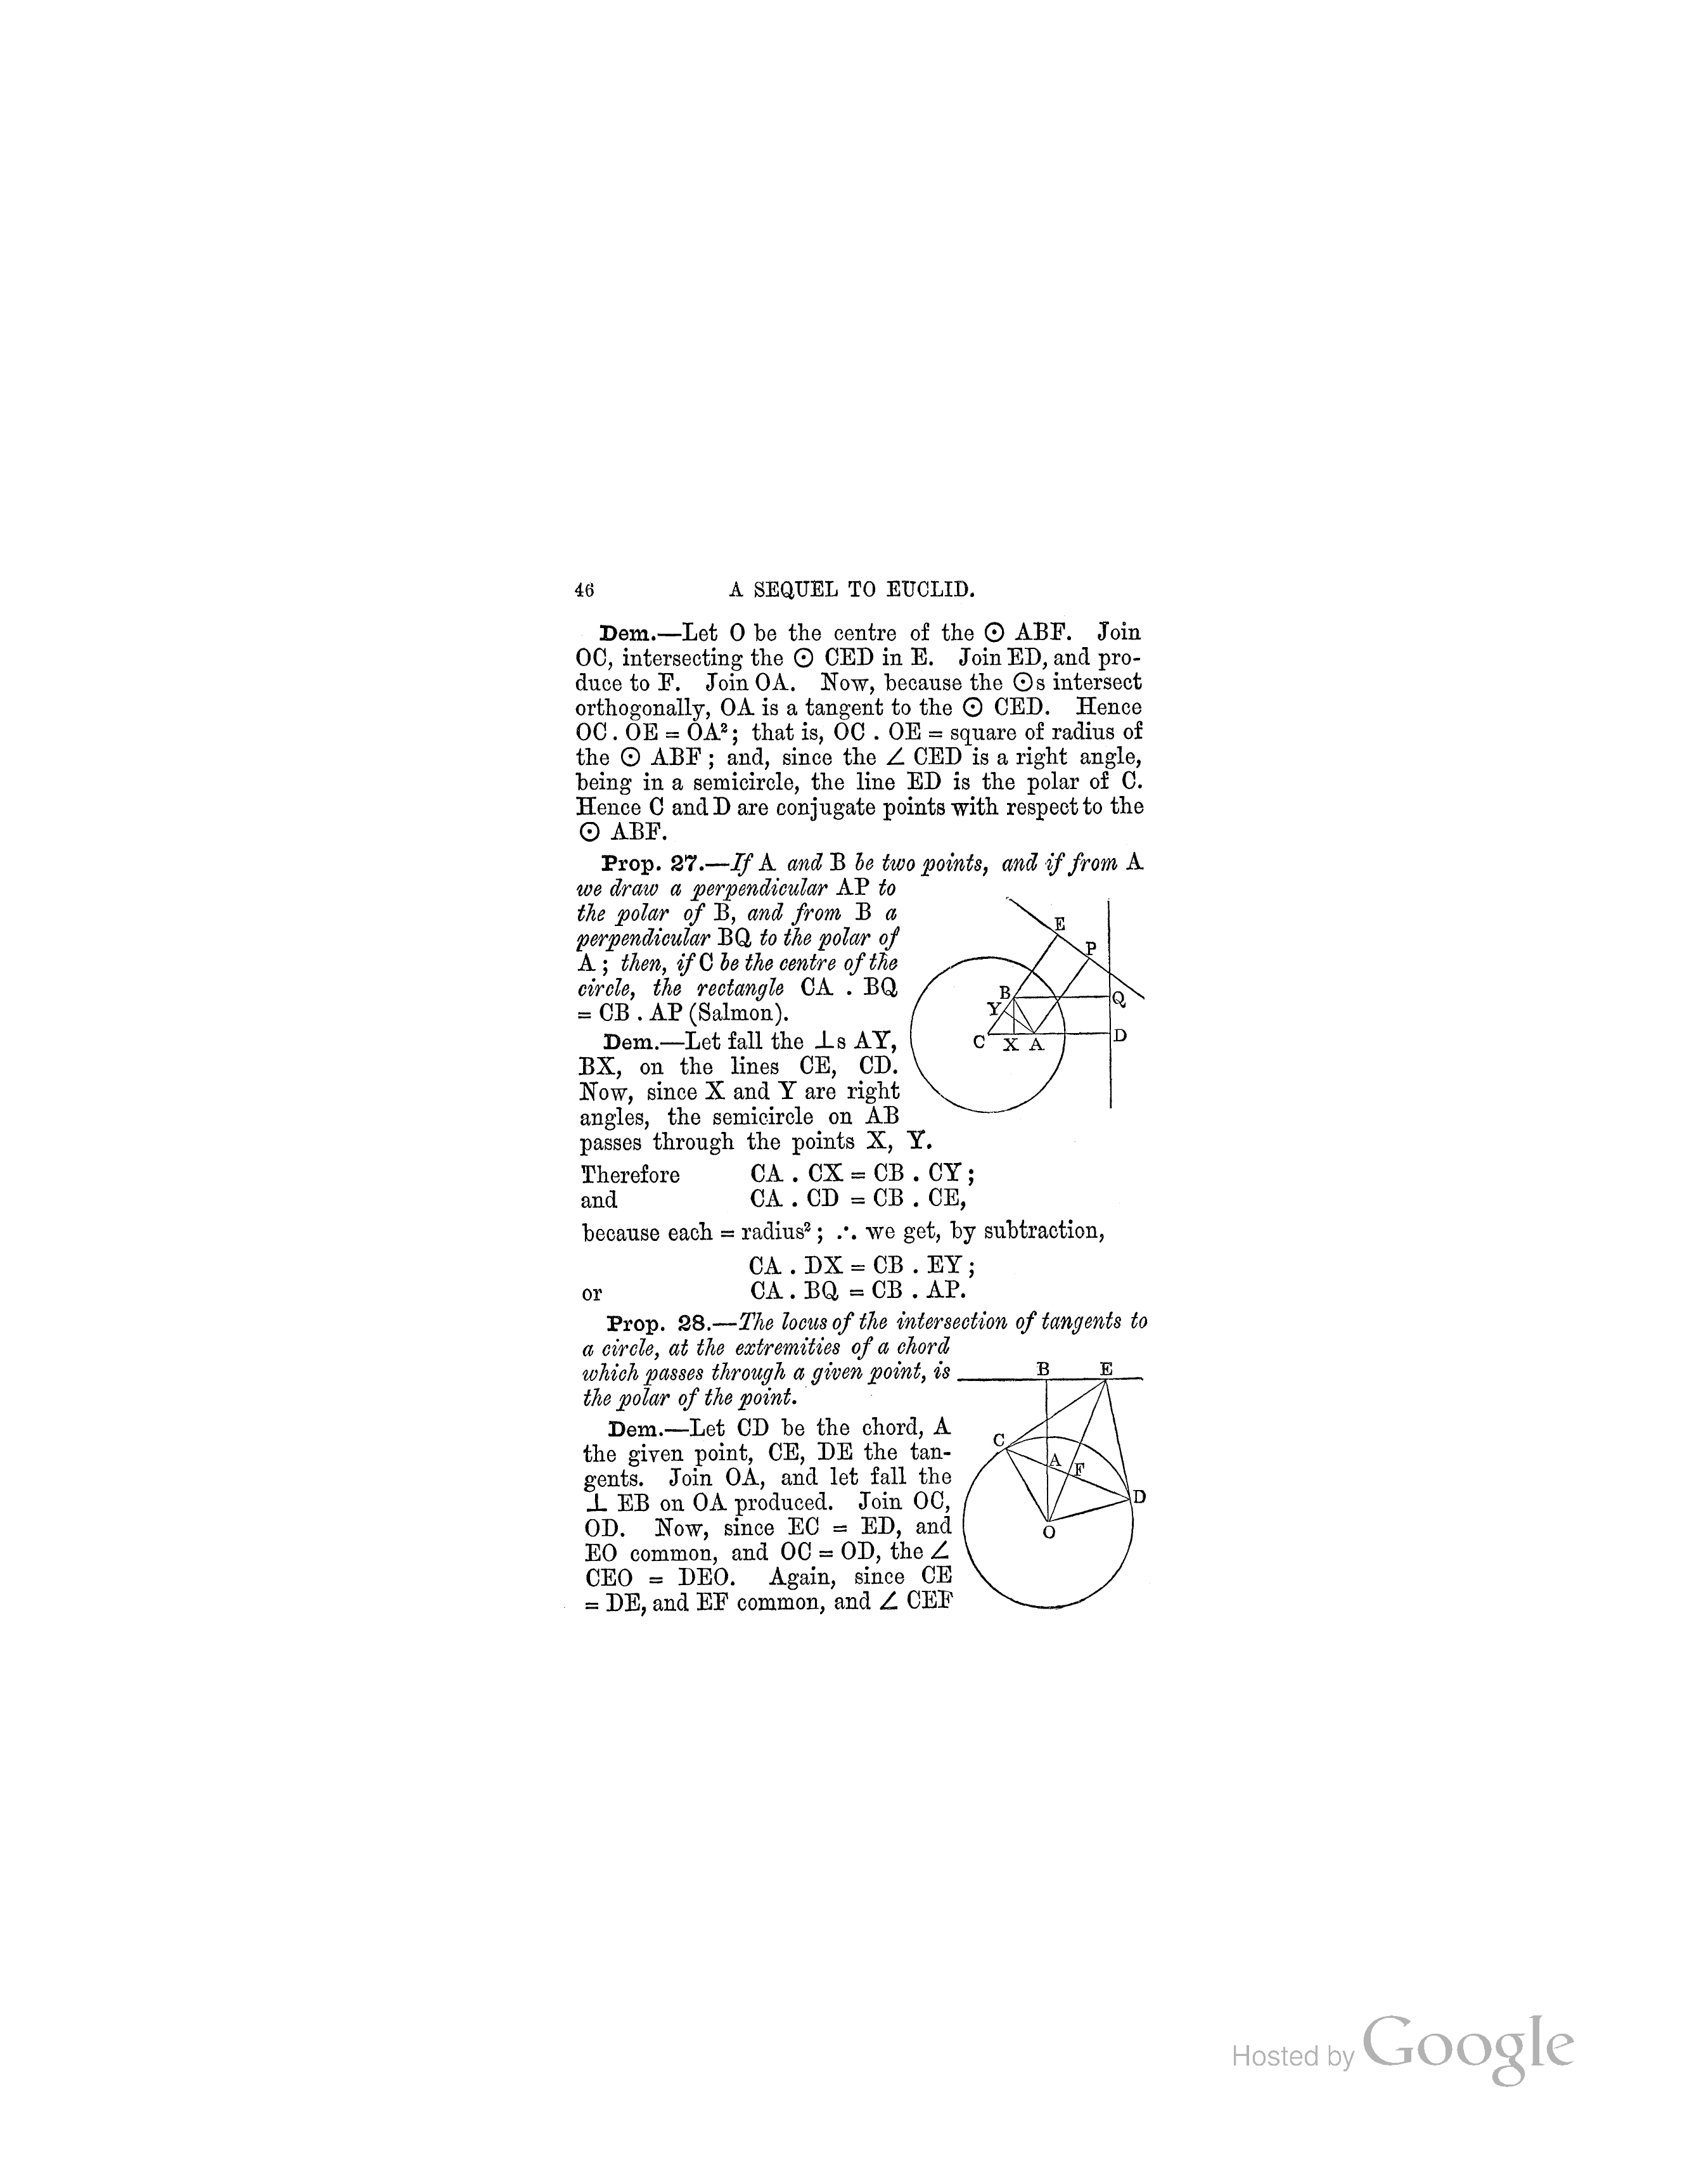 46 A SEQUEL TO EUCLID.
Dem.—Let O be the centre of the ⊙ ABF. Join
OC, intersecting the ⊙ CED in E. Join ED, and pro-
duce to F. Join OA. Now, because the ⊙s intersect
orthogonally, OA is a tangent to the ⊙ CED. Hence
OC . OE = OA²; that is, OC . OE = square of radius of
the ⊙ ABF; and, since the ∠ CED is a right angle,
being in a semicircle, the line ED is the polar of C.
Hence C and D are conjugate points with respect to the
⊙ ABF.
Prop. 27.—If A and B be two points, and if from A
we draw a perpendicular AP to
the polar of B, and from B a
perpendicular BQ to the polar of
A; then, if C be the centre of the
circle, the rectangle CA . BQ
= CB . AP (Salmon).
E
P
B
Q
Y
C X A
D
Dem.—Let fall the ⊥s AY,
BX, on the lines CE, CD.
Now, since X and Y are right
angles, the semicircle on AB
passes through the points X, Y.
Therefore CA . CX = CB . CY;
and CA . CD = CB . CE,
because each = radius²; ∴ we get, by subtraction,
CA . DX = CB . EY;
or CA . BQ = CB . AP.
Prop. 28.—The locus of the intersection of tangents to
a circle, at the extremities of a chord
which passes through a given point, is
the polar of the point.
B E
C
A
F
D
O
Dem.—Let CD be the chord, A
the given point, CE, DE the tan-
gents. Join OA, and let fall the
⊥ EB on OA produced. Join OC,
OD. Now, since EC = ED, and
EO common, and OC = OD, the ∠
CEO = DEO. Again, since CE
= DE, and EF common, and ∠ CEF
Hosted by Google